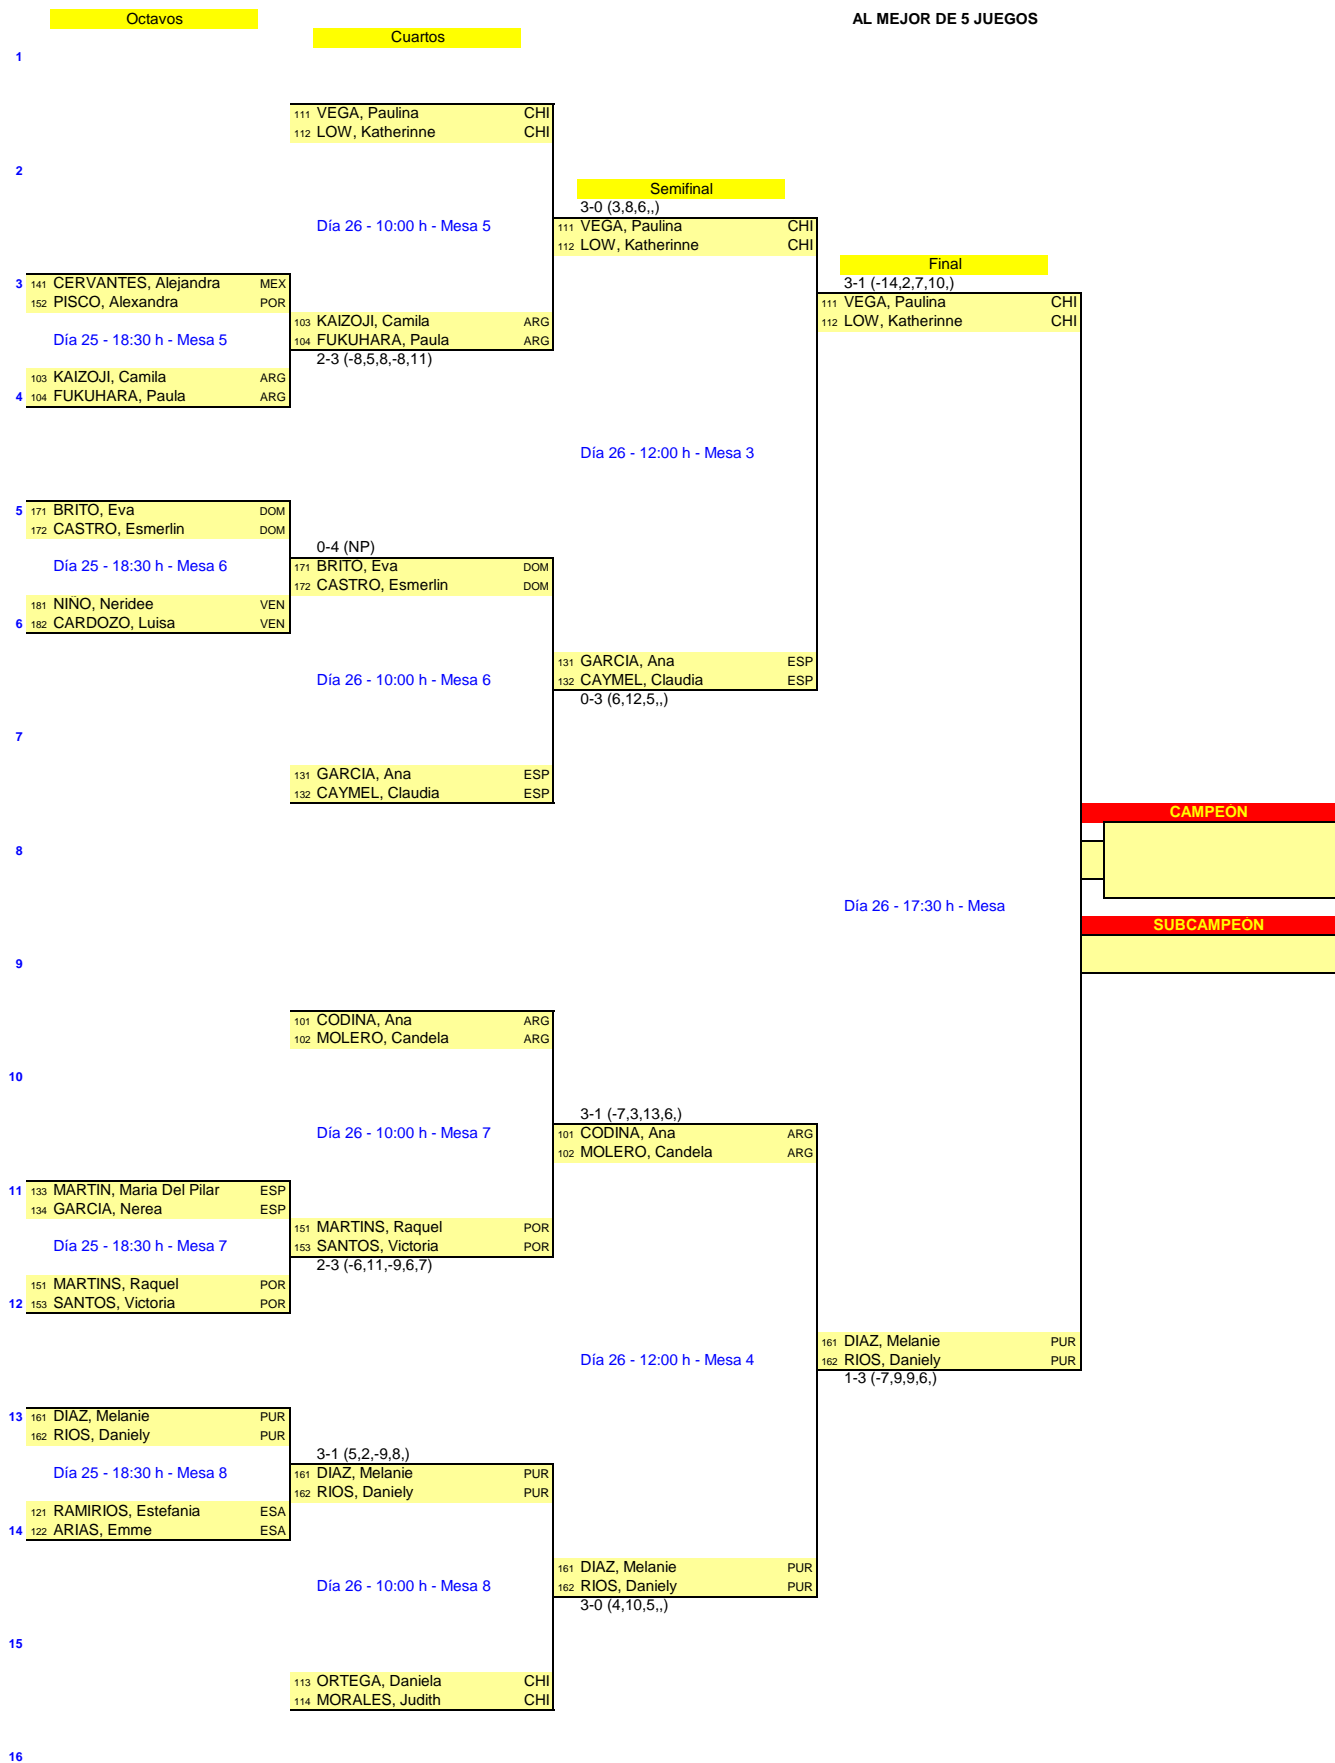 Octavos
AL MEJOR DE 5 JUEGOS
Cuartos
1
111 VEGA, Paulina CHI
112 LOW, Katherinne CHI
2
Semifinal
3-0 (3,8,6,,)
Día 26 - 10:00 h - Mesa 5
111 VEGA, Paulina CHI
112 LOW, Katherinne CHI
Final
3-1 (-14,2,7,10,)
3 141 CERVANTES, Alejandra MEX
152 PISCO, Alexandra POR
111 VEGA, Paulina CHI
112 LOW, Katherinne CHI
103 KAIZOJI, Camila ARG
104 FUKUHARA, Paula ARG
Día 25 - 18:30 h - Mesa 5
2-3 (-8,5,8,-8,11)
103 KAIZOJI, Camila ARG
4 104 FUKUHARA, Paula ARG
Día 26 - 12:00 h - Mesa 3
5 171 BRITO, Eva DOM
172 CASTRO, Esmerlin DOM
0-4 (NP)
Día 25 - 18:30 h - Mesa 6
171 BRITO, Eva DOM
172 CASTRO, Esmerlin DOM
181 NIÑO, Neridee VEN
6 182 CARDOZO, Luisa VEN
131 GARCIA, Ana ESP
132 CAYMEL, Claudia ESP
Día 26 - 10:00 h - Mesa 6
0-3 (6,12,5,,)
7
131 GARCIA, Ana ESP
132 CAYMEL, Claudia ESP
CAMPEÓN
8
Día 26 - 17:30 h - Mesa
SUBCAMPEÓN
9
101 CODINA, Ana ARG
102 MOLERO, Candela ARG
10
3-1 (-7,3,13,6,)
Día 26 - 10:00 h - Mesa 7
101 CODINA, Ana ARG
102 MOLERO, Candela ARG
11 133 MARTIN, Maria Del Pilar ESP
134 GARCIA, Nerea ESP
151 MARTINS, Raquel POR
153 SANTOS, Victoria POR
Día 25 - 18:30 h - Mesa 7
2-3 (-6,11,-9,6,7)
151 MARTINS, Raquel POR
12 153 SANTOS, Victoria POR
161 DIAZ, Melanie PUR
162 RIOS, Daniely PUR
Día 26 - 12:00 h - Mesa 4
1-3 (-7,9,9,6,)
13 161 DIAZ, Melanie PUR
162 RIOS, Daniely PUR
3-1 (5,2,-9,8,)
Día 25 - 18:30 h - Mesa 8
161 DIAZ, Melanie PUR
162 RIOS, Daniely PUR
121 RAMIRIOS, Estefania ESA
14 122 ARIAS, Emme ESA
161 DIAZ, Melanie PUR
162 RIOS, Daniely PUR
Día 26 - 10:00 h - Mesa 8
3-0 (4,10,5,,)
15
113 ORTEGA, Daniela CHI
114 MORALES, Judith CHI
16